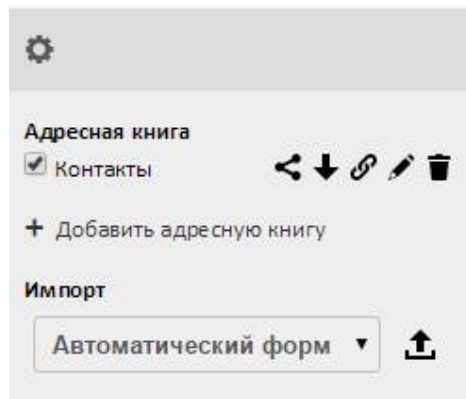 Адресная книга
Контакты
Добавить адресную книгу
Импорт
Автоматический форм